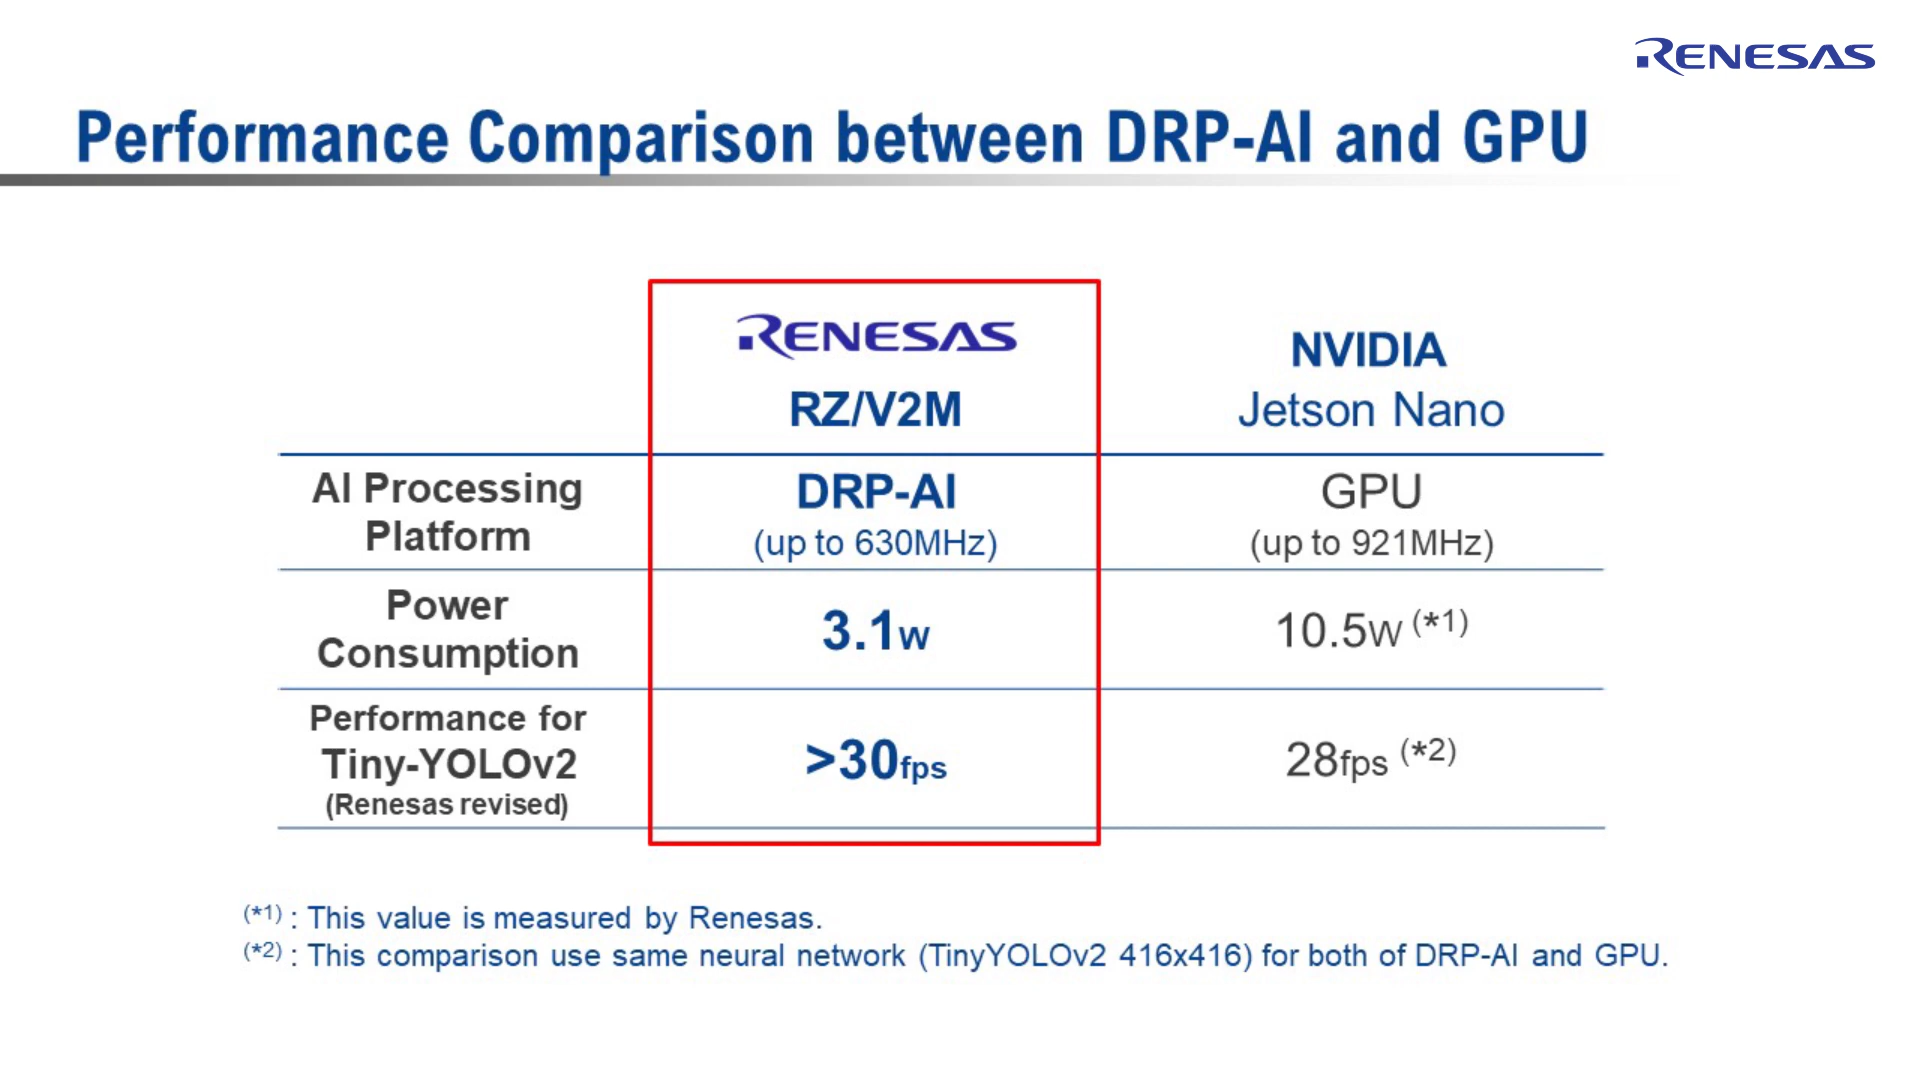 RENESAS
Performance Comparison between DRP-AI and GPU
RENESAS
RZ/V2M
NVIDIA
Jetson Nano
AI Processing
Platform
DRP-AI
(up to 630MHz)
GPU
(up to 921MHz)
Power
Consumption
3.1W
10.5W (*1)
Performance for
Tiny-YOLOv2
(Renesas revised)
>30fps
28fps (*2)
(*1) : This value is measured by Renesas.
(*2) : This comparison use same neural network (TinyYOLOv2 416x416) for both of DRP-AI and GPU.